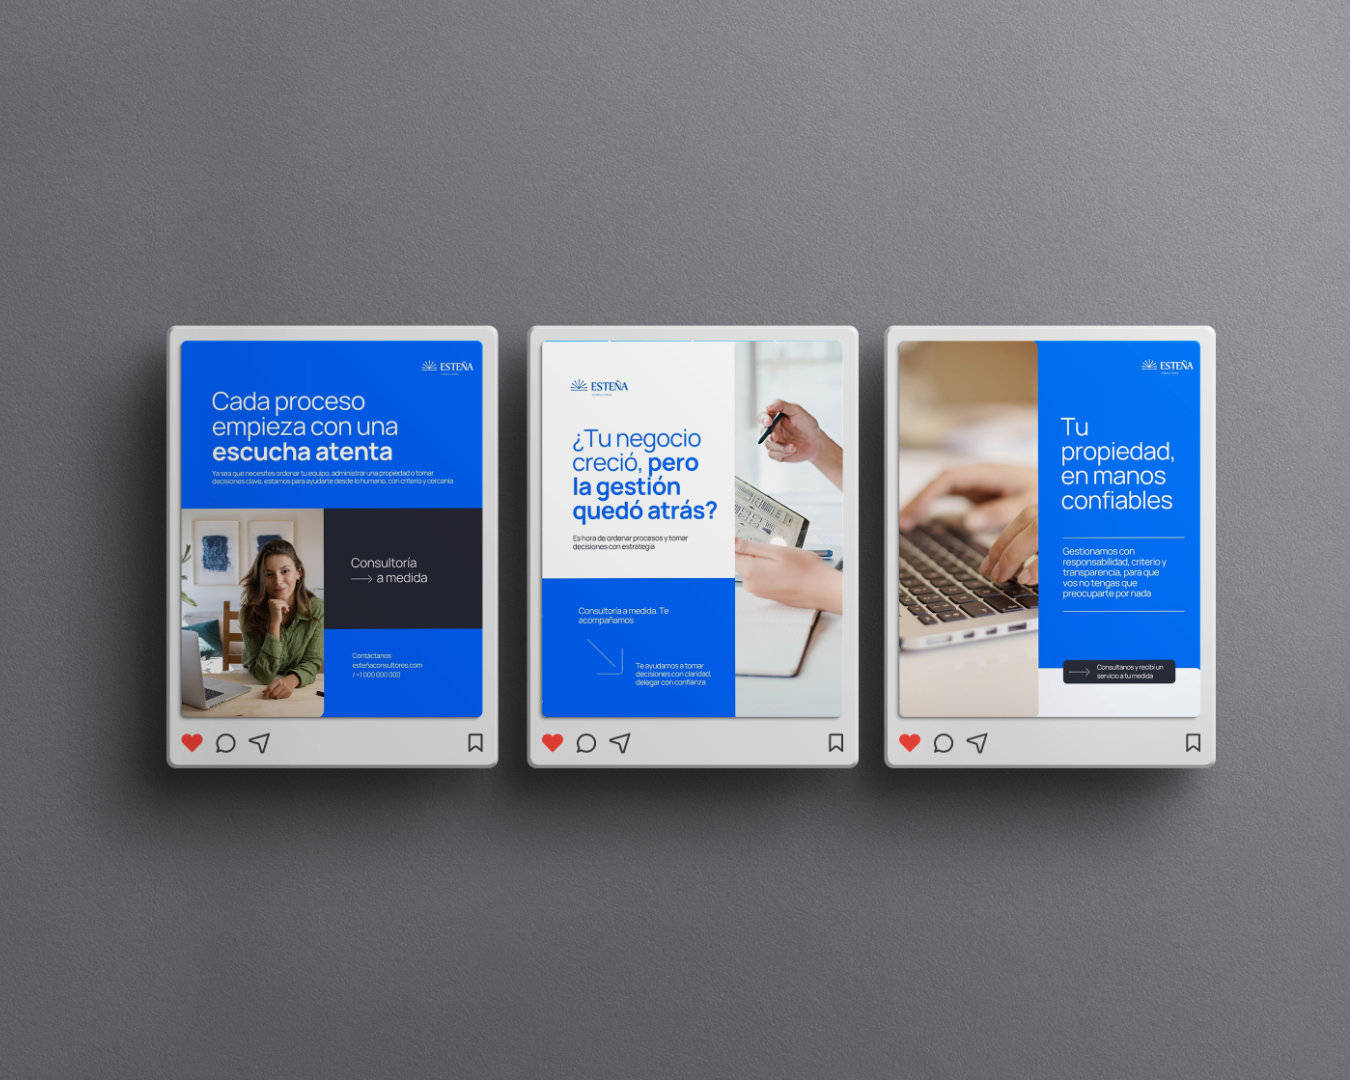 ESTEÑA
Cada proceso
empieza con una
escucha atenta
Ya sea que necesites ordenar tu equipo, administrar una propiedad o tomar
decisiones clave, estamos para ayudarte desde lo humano, con criterio y cercanía
Consultoría
a medida
Contáctanos:
esteñaconsultores.com
/ +1 000 000 000
ESTEÑA
¿Tu negocio
creció, pero
la gestión
quedó atrás?
Es hora de ordenar procesos y tomar
decisiones con estrategia
Consultoría a medida. Te
acompañamos
Te ayudamos a tomar
decisiones con claridad,
delegar con confianza
ESTEÑA
Tu
propiedad,
en manos
confiables
Gestionamos con
responsabilidad, criterio y
transparencia, para que
vos no tengas que
preocuparte por nada
Consultanos y recibí un
servicio a tu medida